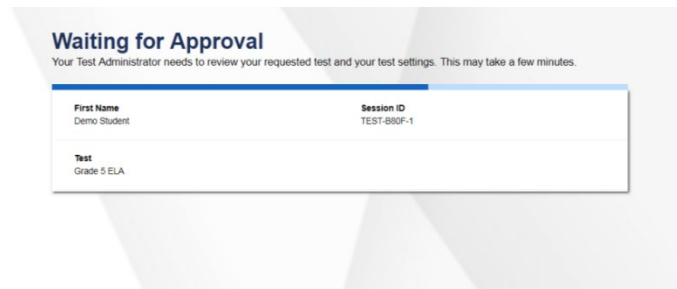 Waiting for Approval
Your Test Administrator needs to review your requested test and your test settings. This may take a few minutes.
First Name
Demo Student
Session ID
TEST-B80F-1
Test
Grade 5 ELA